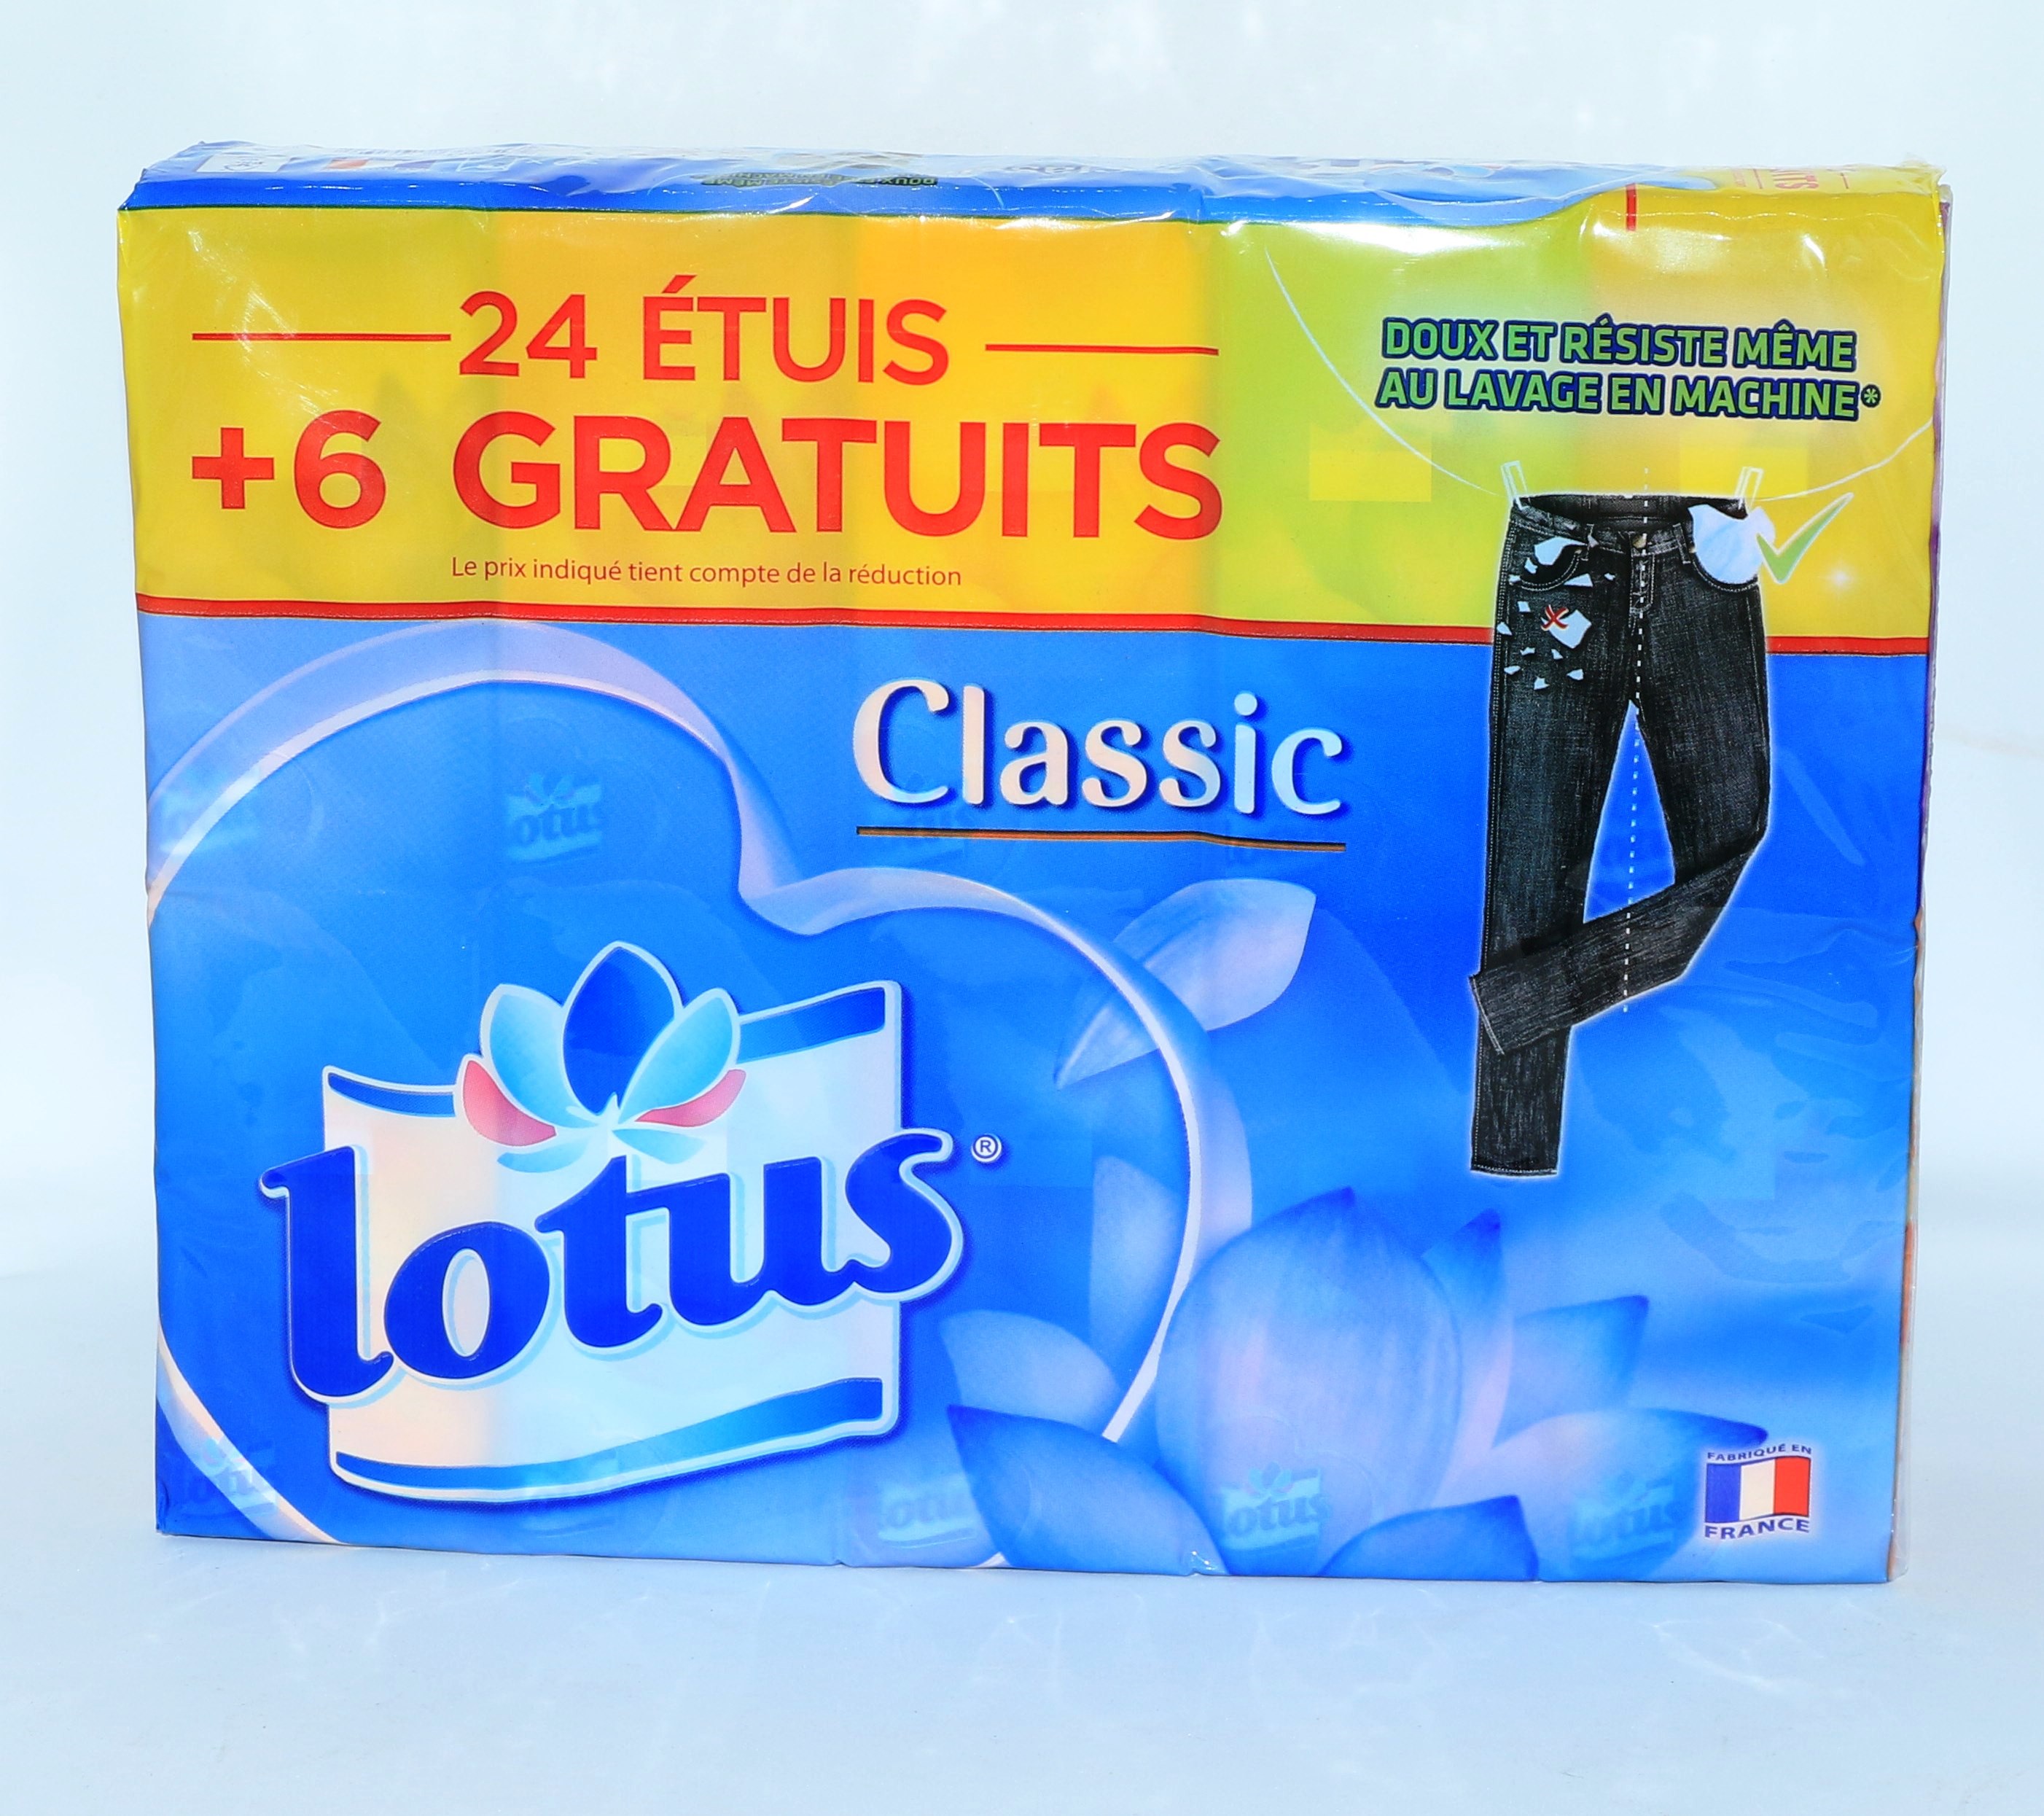 24 ÉTUIS
+6 GRATUITS
Le prix indiqué tient compte de la réduction
DOUX ET RÉSISTE MÊME
AU LAVAGE EN MACHINE*
Classic
lotus®
FABRIQUÉ EN
FRANCE